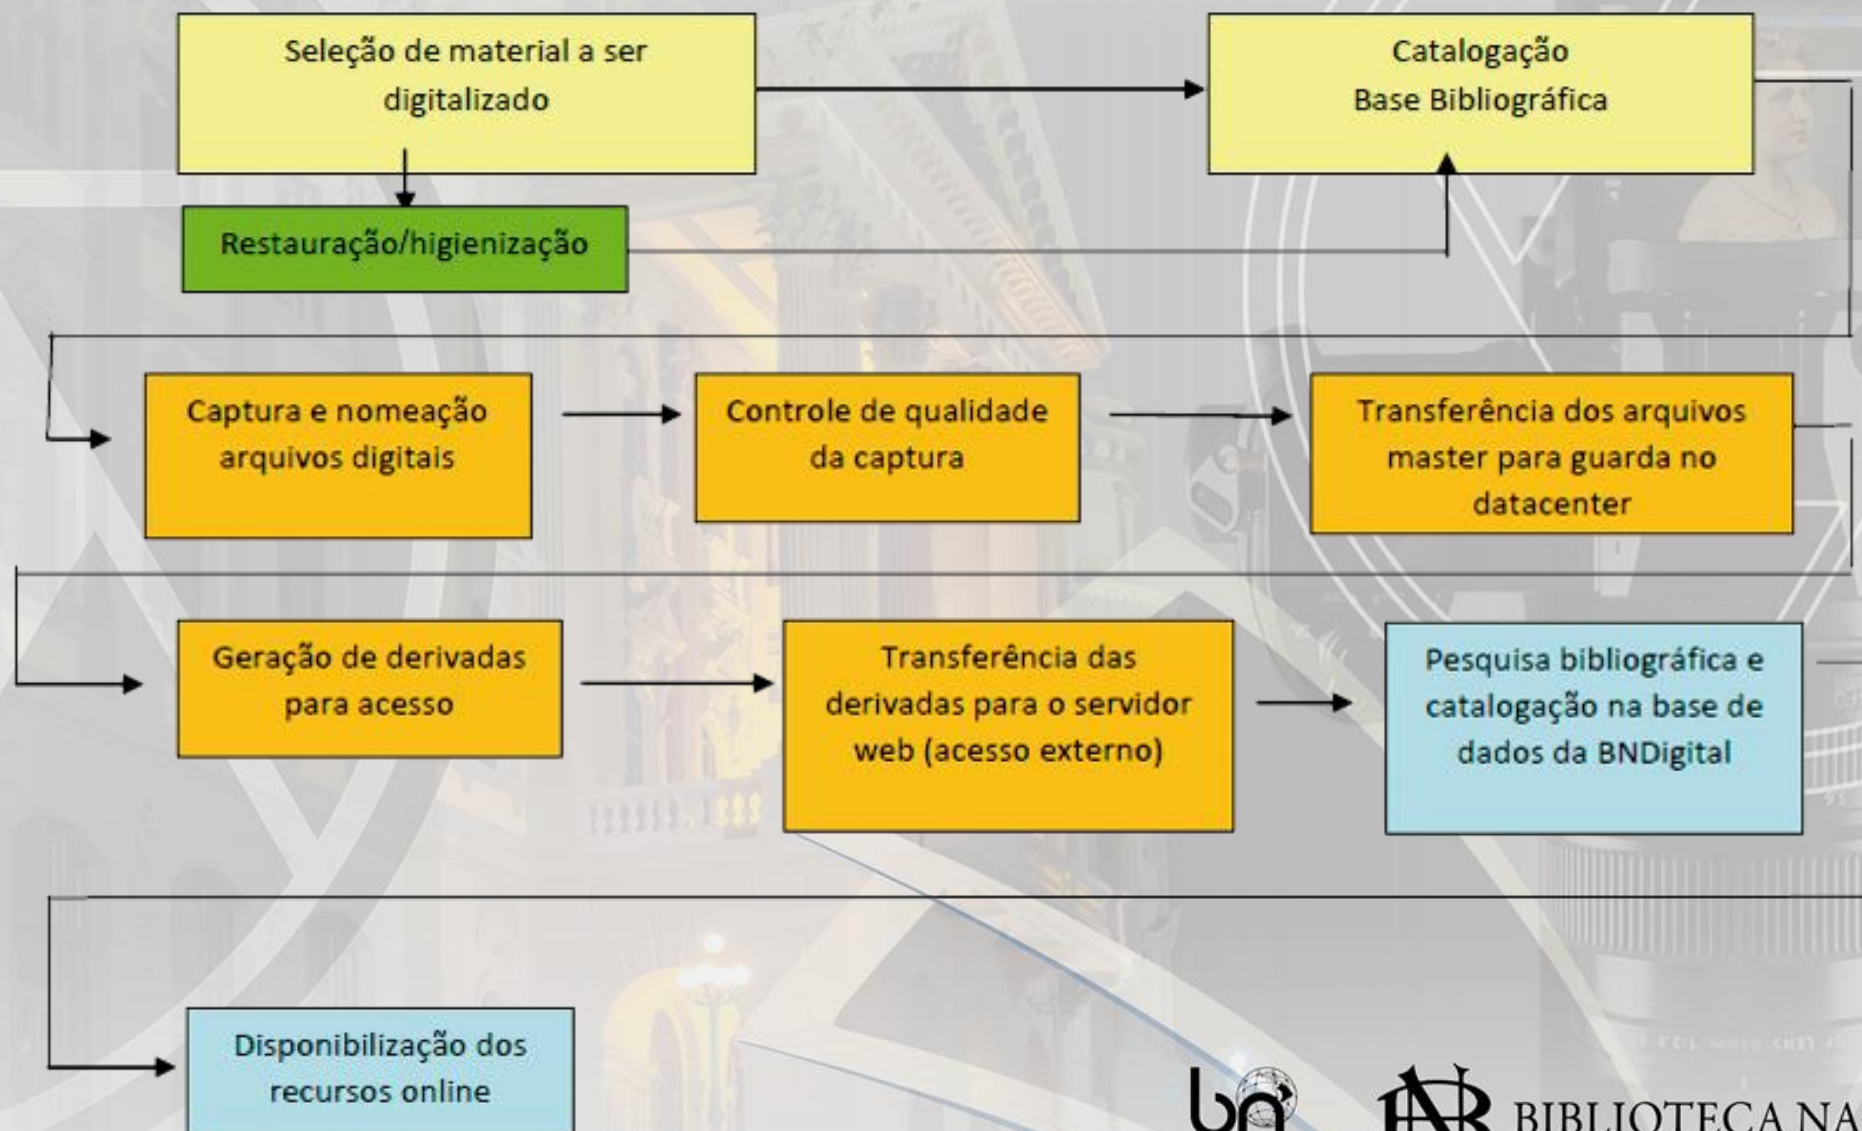 Seleção de material a ser
digitalizado
Catalogação
Base Bibliográfica
Restauração/higienização
Captura e nomeação
arquivos digitais
Controle de qualidade
da captura
Transferência dos arquivos
master para guarda no
datacenter
Geração de derivadas
para acesso
Transferência das
derivadas para o servidor
web (acesso externo)
Pesquisa bibliográfica e
catalogação na base de
dados da BNDigital
Disponibilização dos
recursos online
bn
BIBLIOTECA NA